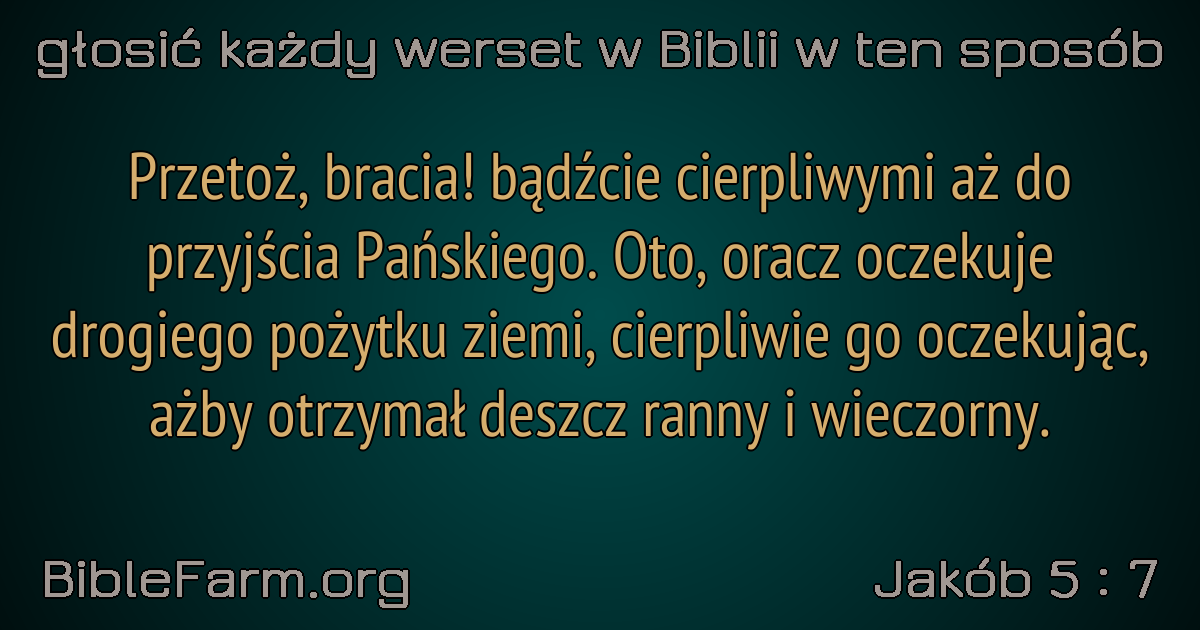 głosić każdy werset w Biblii w ten sposób
Przetoż, bracia! bądźcie cierpliwymi aż do
przyjścia Pańskiego. Oto, oracz oczekuje
drogiego pożytku ziemi, cierpliwie go oczekując,
ażby otrzymał deszcz ranny i wieczorny.
BibleFarm.org
Jakób 5 : 7